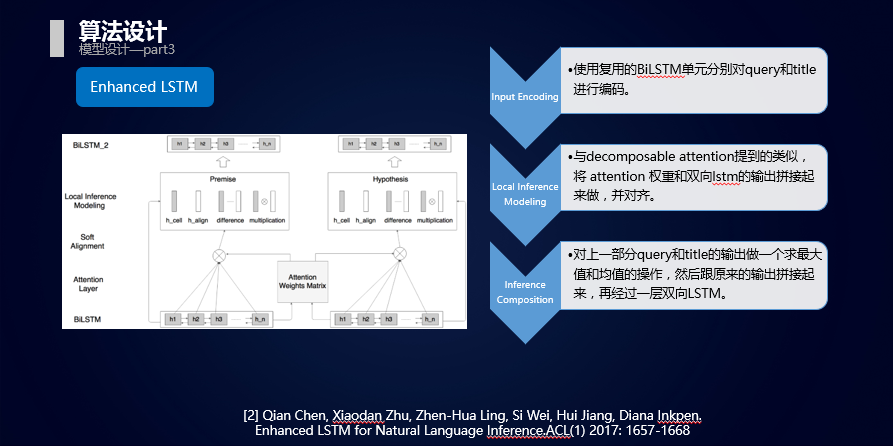 算法设计
模型设计—part3
Enhanced LSTM
BiLSTM_2
h1 h2 h3 h_n
h1 h2 h3 h_n
Premise
Hypothesis
Local Inference
Modeling
h_cell h_align difference multiplication
h_cell h_align difference multiplication
Soft
Alignment
Attention
Layer
Attention
Weights Matrix
BiLSTM
h1 h2 h3 h_n
h1 h2 h3 h_n
Input Encoding
•使用复用的BiLSTM单元分别对query和title
进行编码。
Local Inference
Modeling
•与decomposable attention提到的类似，
将 attention 权重和双向lstm的输出拼接起
来做，并对齐。
Inference
Composition
•对上一部分query和title的输出做一个求最大
值和均值的操作，然后跟原来的输出拼接起
来，再经过一层双向LSTM。
[2] Qian Chen, Xiaodan Zhu, Zhen-Hua Ling, Si Wei, Hui Jiang, Diana Inkpen.
Enhanced LSTM for Natural Language Inference.ACL(1) 2017: 1657-1668